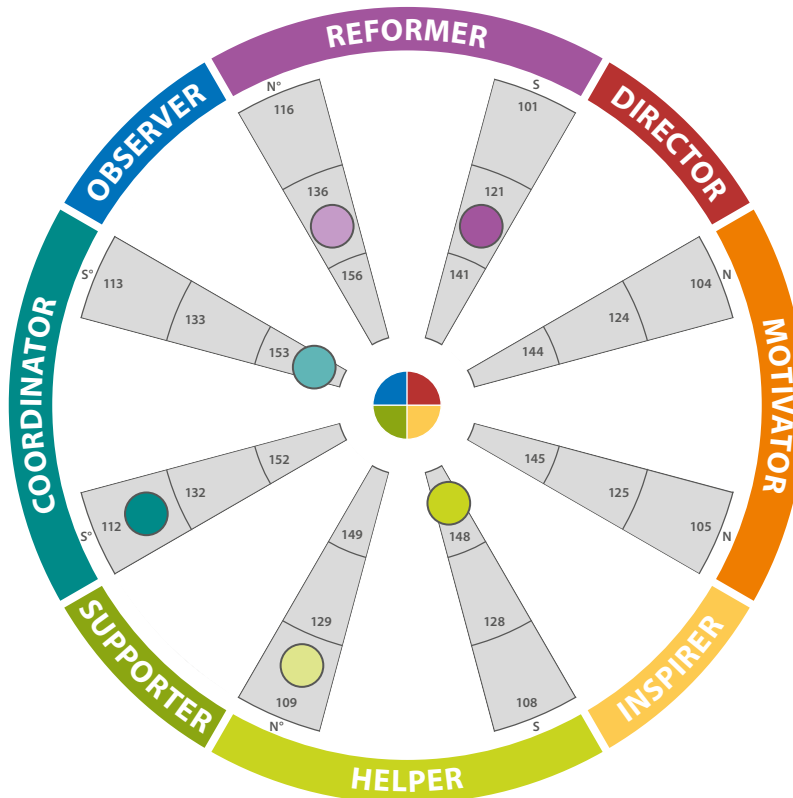 REFORMER
N°
S
116
101
OBSERVER
DIRECTOR
136
121
156
141
S°
113
104
N
133
124
153
144
COORDINATOR
MOTIVATOR
152
145
132
125
S°
112
105
N
149
148
129
128
109
108
N°
S
SUPPORTER
INSPIRER
HELPER